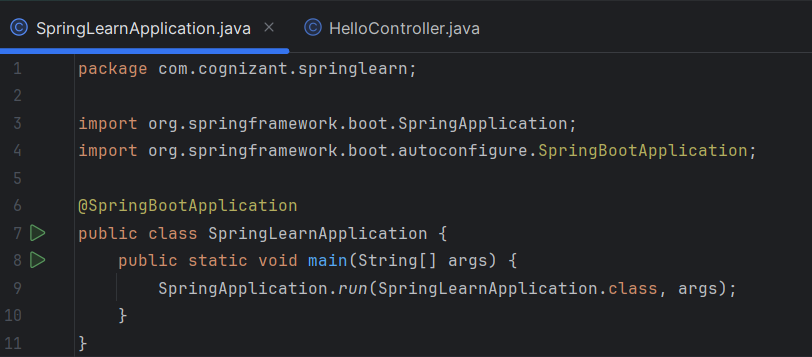 SpringLearnApplication.java × HelloController.java
1 package com.cognizant.springlearn;
2
3 import org.springframework.boot.SpringApplication;
4 import org.springframework.boot.autoconfigure.SpringBootApplication;
5
6 @SpringBootApplication
7 public class SpringLearnApplication {
8 public static void main(String[] args) {
9 SpringApplication.run(SpringLearnApplication.class, args);
10 }
11 }